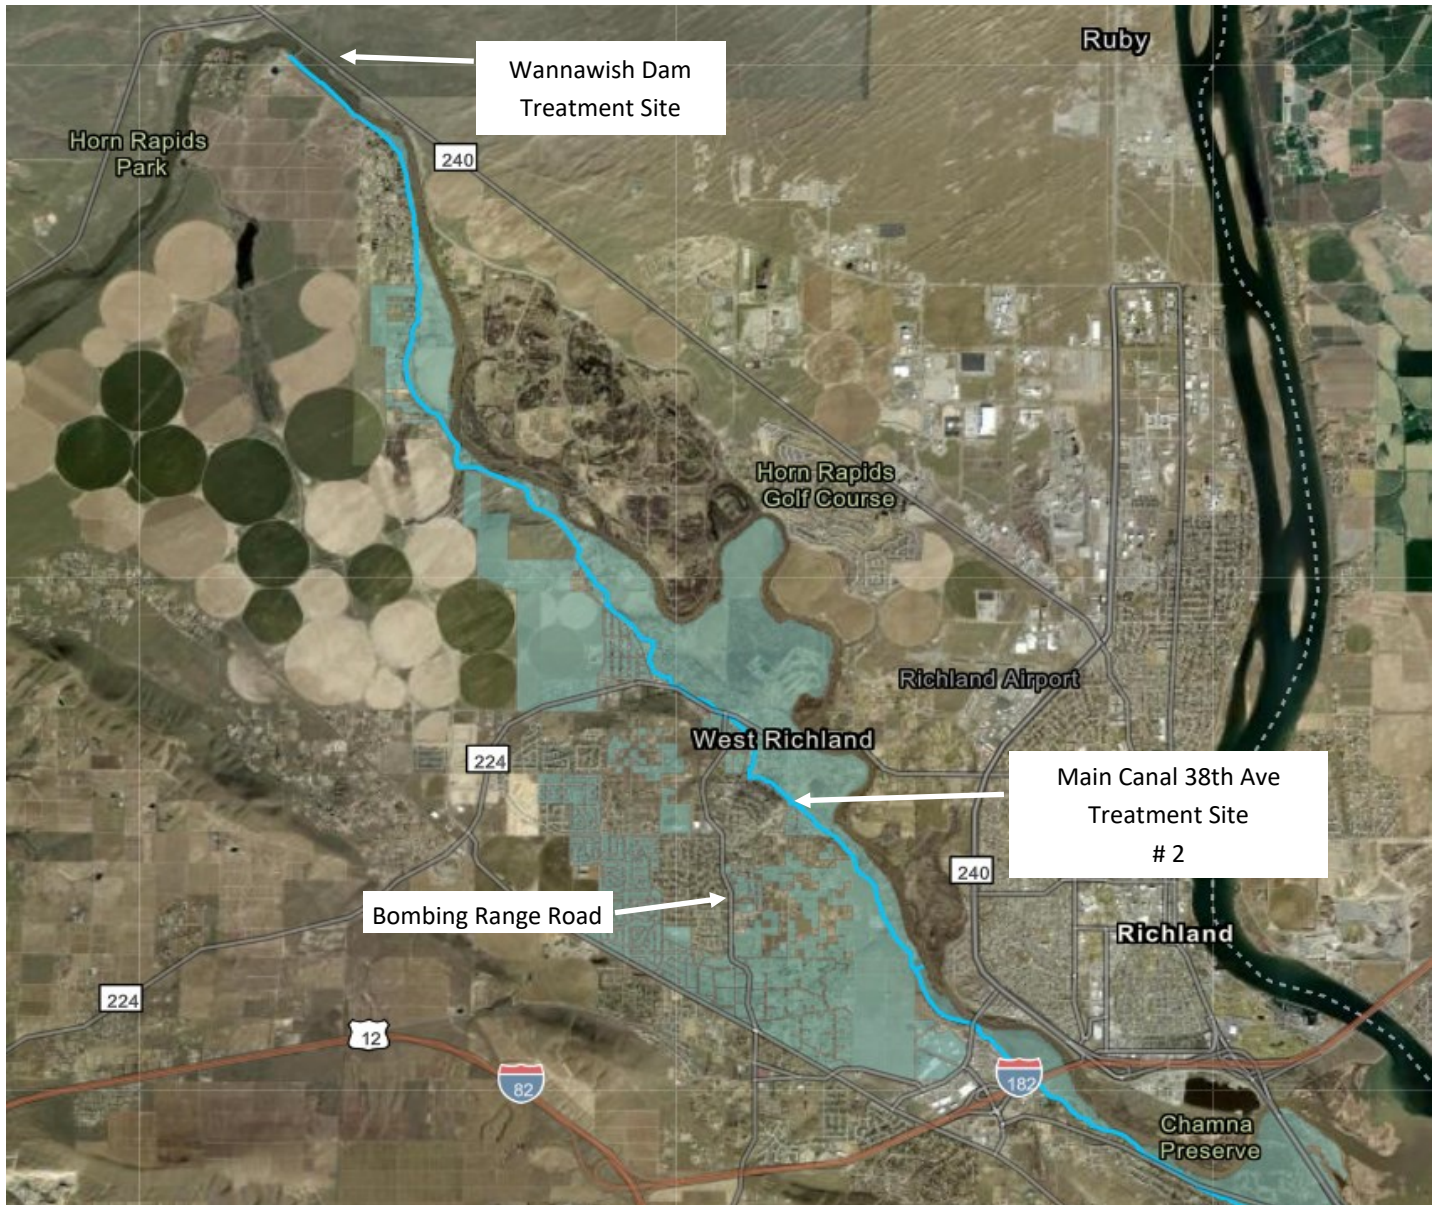 Ruby
Wannawish Dam
Treatment Site
Horn Rapids
Park
240
Horn Rapids
Golf Course
Richland Airport
West Richland
224
Main Canal 38th Ave
Treatment Site
# 2
240
Bombing Range Road
Richland
224
12
82
182
Chamna
Preserve